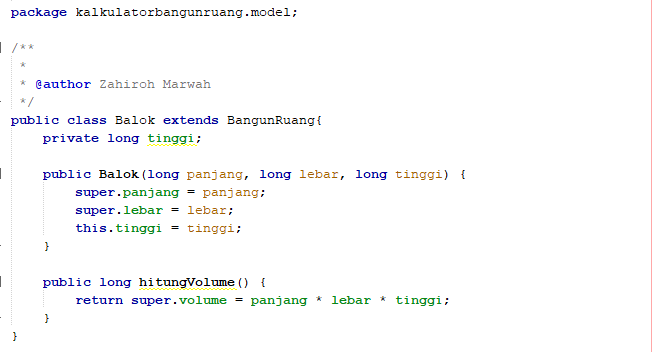 package kalkulatorbangunruang.model;
/**
 *
 * @author Zahiroh Marwah
 */
public class Balok extends BangunRuang{
    private long tinggi;
    public Balok(long panjang, long lebar, long tinggi) {
        super.panjang = panjang;
        super.lebar = lebar;
        this.tinggi = tinggi;
    }
    public long hitungVolume() {
        return super.volume = panjang * lebar * tinggi;
    }
}